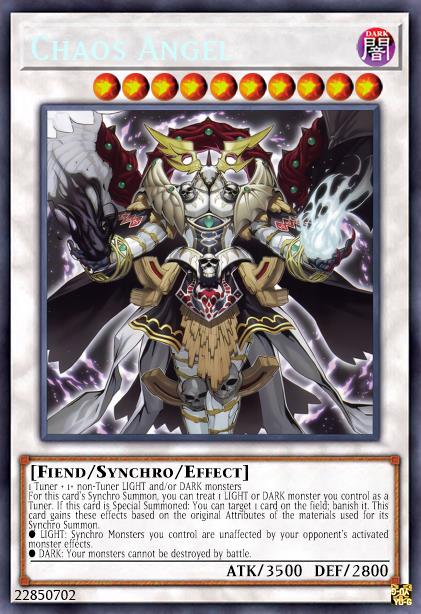 Chaos Angel
DARK
闇
[Fiend/Synchro/Effect]
1 Tuner + 1+ non-Tuner LIGHT and/or DARK monsters
For this card's Synchro Summon, you can treat 1 LIGHT or DARK monster you control as a
Tuner. If this card is Special Summoned: You can target 1 card on the field; banish it. This
card gains these effects based on the original Attributes of the materials used for its
Synchro Summon.
● LIGHT: Synchro Monsters you control are unaffected by your opponent's activated
monster effects.
● DARK: Your monsters cannot be destroyed by battle.
ATK/3500 DEF/2800
22850702